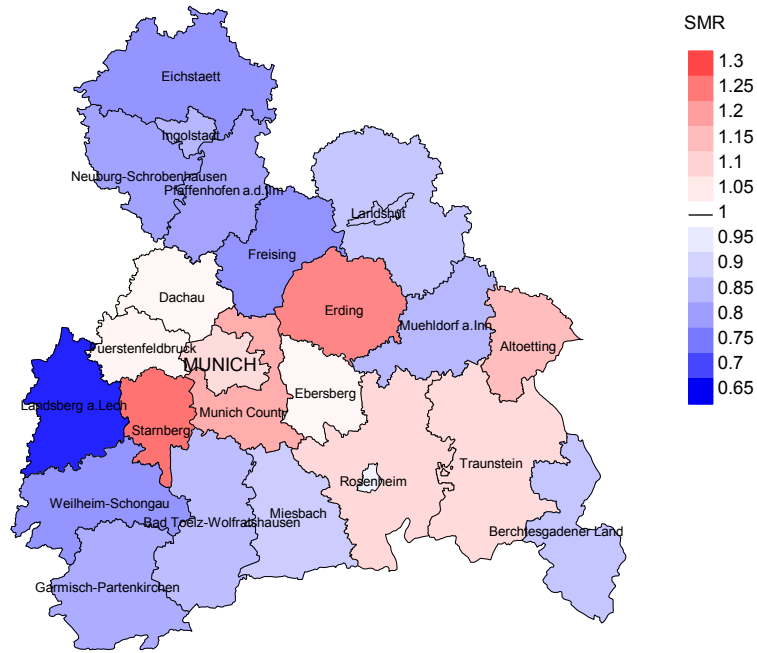 SMR
1.3
1.25
1.2
1.15
1.1
1.05
1
0.95
0.9
0.85
0.8
0.75
0.7
0.65
Eichstaett
Ingolstadt
Neuburg-Schrobenhausen
Pfaffenhofen a.d.Ilm
Landshut
Freising
Dachau
Erding
Muehldorf a.Inn
Altoetting
Fuerstenfeldbruck
MUNICH
Ebersberg
Landsberg a.Lech
Munich County
Starnberg
Traunstein
Rosenheim
Weilheim-Schongau
Miesbach
Bad Toelz-Wolfratshausen
Berchtesgadener Land
Garmisch-Partenkirchen